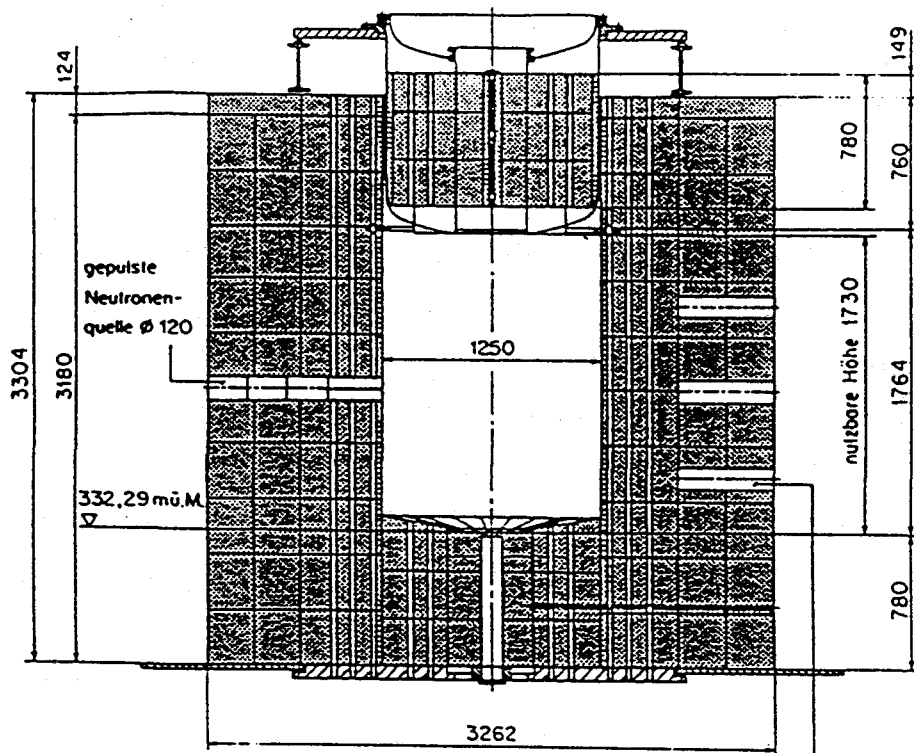 124
149
780
760
gepulste
Neutronen-
quelle Ø 120
1250
nutzbare Höhe 1730
1764
3304
3180
332,29 mü.M.
780
3262